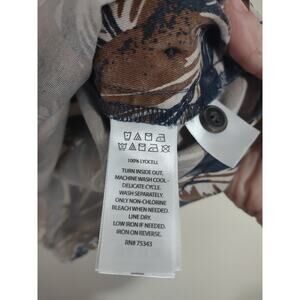 100% LYOCELL
TURN INSIDE OUT,
MACHINE WASH COOL-
DELICATE CYCLE.
WASH SEPARATELY.
ONLY NON-CHLORINE
BLEACH WHEN NEEDED.
LINE DRY.
LOW IRON IF NEEDED.
IRON ON REVERSE.
RN# 75343